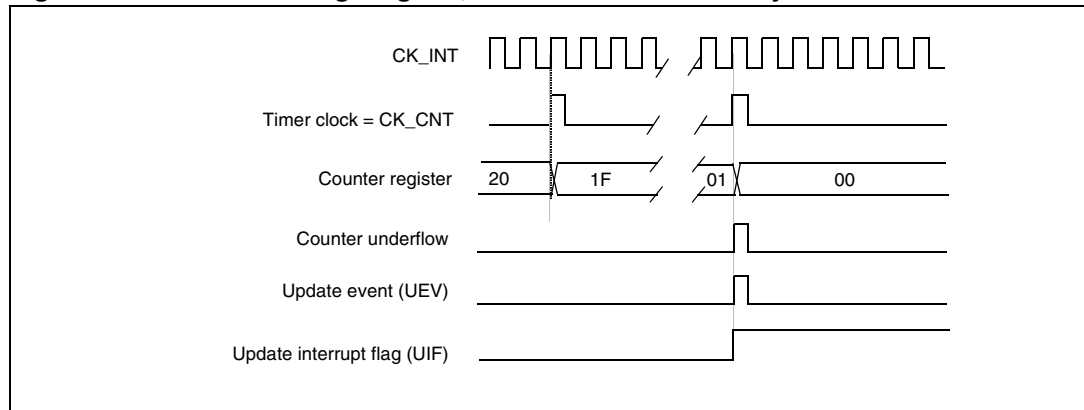 CK_INT
Timer clock = CK_CNT
Counter register 20 1F 01 00
Counter underflow
Update event (UEV)
Update interrupt flag (UIF)